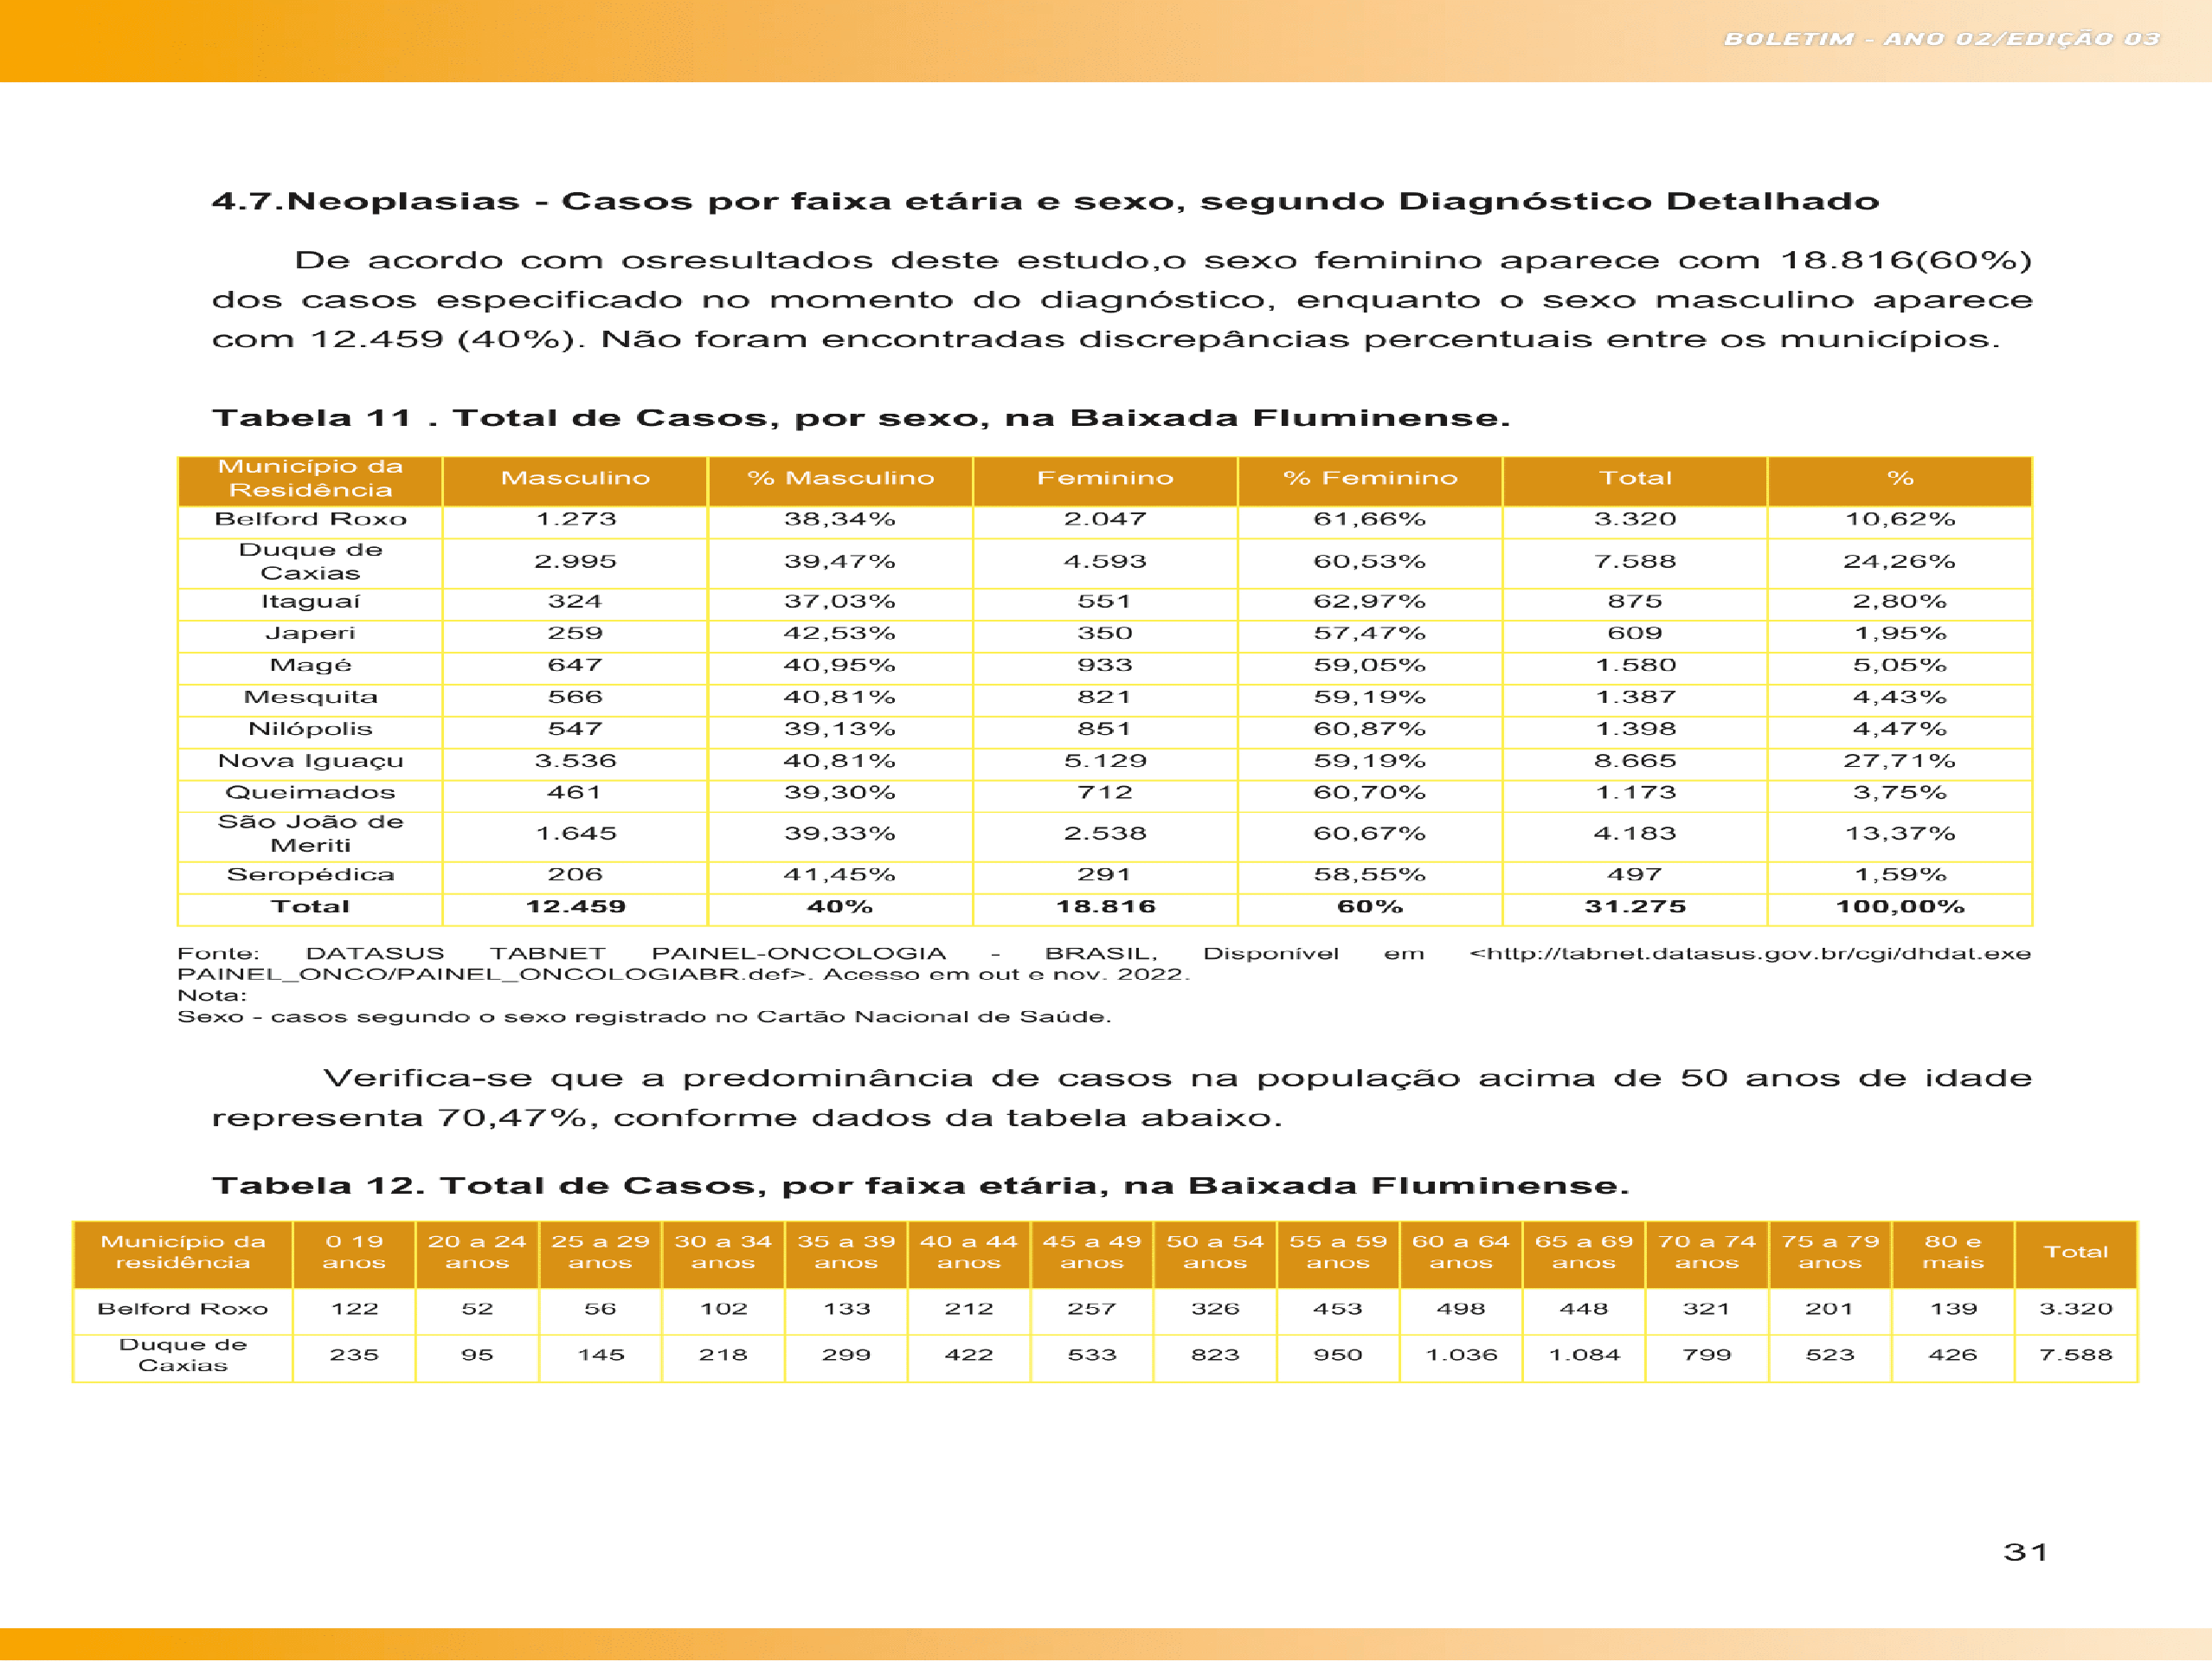 BOLETIM - ANO 02/EDIÇÃO 03
4.7.Neoplasias - Casos por faixa etária e sexo, segundo Diagnóstico Detalhado
De acordo com osresultados deste estudo,o sexo feminino aparece com 18.816(60%)
dos casos especificado no momento do diagnóstico, enquanto o sexo masculino aparece
com 12.459 (40%). Não foram encontradas discrepâncias percentuais entre os municípios.
Tabela 11 . Total de Casos, por sexo, na Baixada Fluminense.
Município da Residência Masculino % Masculino Feminino % Feminino Total %
Belford Roxo 1.273 38,34% 2.047 61,66% 3.320 10,62%
Duque de Caxias 2.995 39,47% 4.593 60,53% 7.588 24,26%
Itaguaí 324 37,03% 551 62,97% 875 2,80%
Japeri 259 42,53% 350 57,47% 609 1,95%
Magé 647 40,95% 933 59,05% 1.580 5,05%
Mesquita 566 40,81% 821 59,19% 1.387 4,43%
Nilópolis 547 39,13% 851 60,87% 1.398 4,47%
Nova Iguaçu 3.536 40,81% 5.129 59,19% 8.665 27,71%
Queimados 461 39,30% 712 60,70% 1.173 3,75%
São João de Meriti 1.645 39,33% 2.538 60,67% 4.183 13,37%
Seropédica 206 41,45% 291 58,55% 497 1,59%
Total 12.459 40% 18.816 60% 31.275 100,00%
Fonte: DATASUS TABNET PAINEL-ONCOLOGIA - BRASIL, Disponível em <http://tabnet.datasus.gov.br/cgi/dhdat.exe
PAINEL_ONCO/PAINEL_ONCOLOGIABR.def>. Acesso em out e nov. 2022.
Nota:
Sexo - casos segundo o sexo registrado no Cartão Nacional de Saúde.
Verifica-se que a predominância de casos na população acima de 50 anos de idade
representa 70,47%, conforme dados da tabela abaixo.
Tabela 12. Total de Casos, por faixa etária, na Baixada Fluminense.
Município da residência 0 19 anos 20 a 24 anos 25 a 29 anos 30 a 34 anos 35 a 39 anos 40 a 44 anos 45 a 49 anos 50 a 54 anos 55 a 59 anos 60 a 64 anos 65 a 69 anos 70 a 74 anos 75 a 79 anos 80 e mais Total
Belford Roxo 122 52 56 102 133 212 257 326 453 498 448 321 201 139 3.320
Duque de Caxias 235 95 145 218 299 422 533 823 950 1.036 1.084 799 523 426 7.588
31